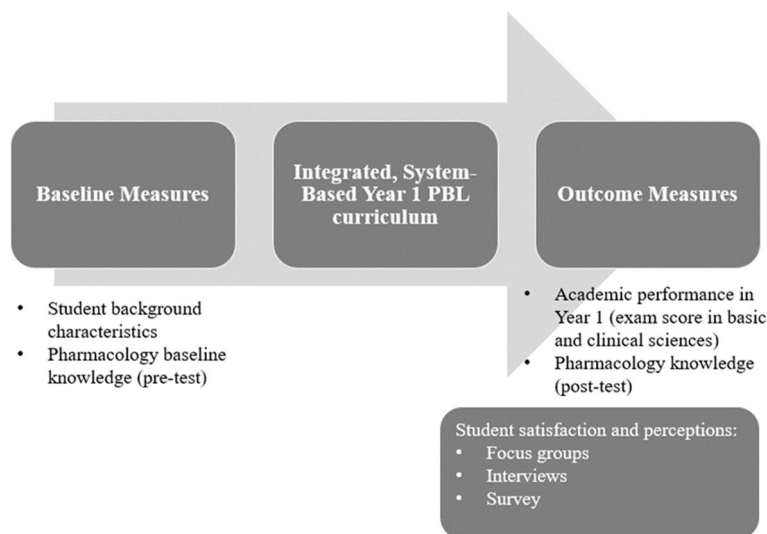 Baseline Measures
Integrated, System-
Based Year 1 PBL
curriculum
Outcome Measures
• Student background
characteristics
• Pharmacology baseline
knowledge (pre-test)
• Academic performance in
Year 1 (exam score in basic
and clinical sciences)
• Pharmacology knowledge
(post-test)
Student satisfaction and perceptions:
• Focus groups
• Interviews
• Survey